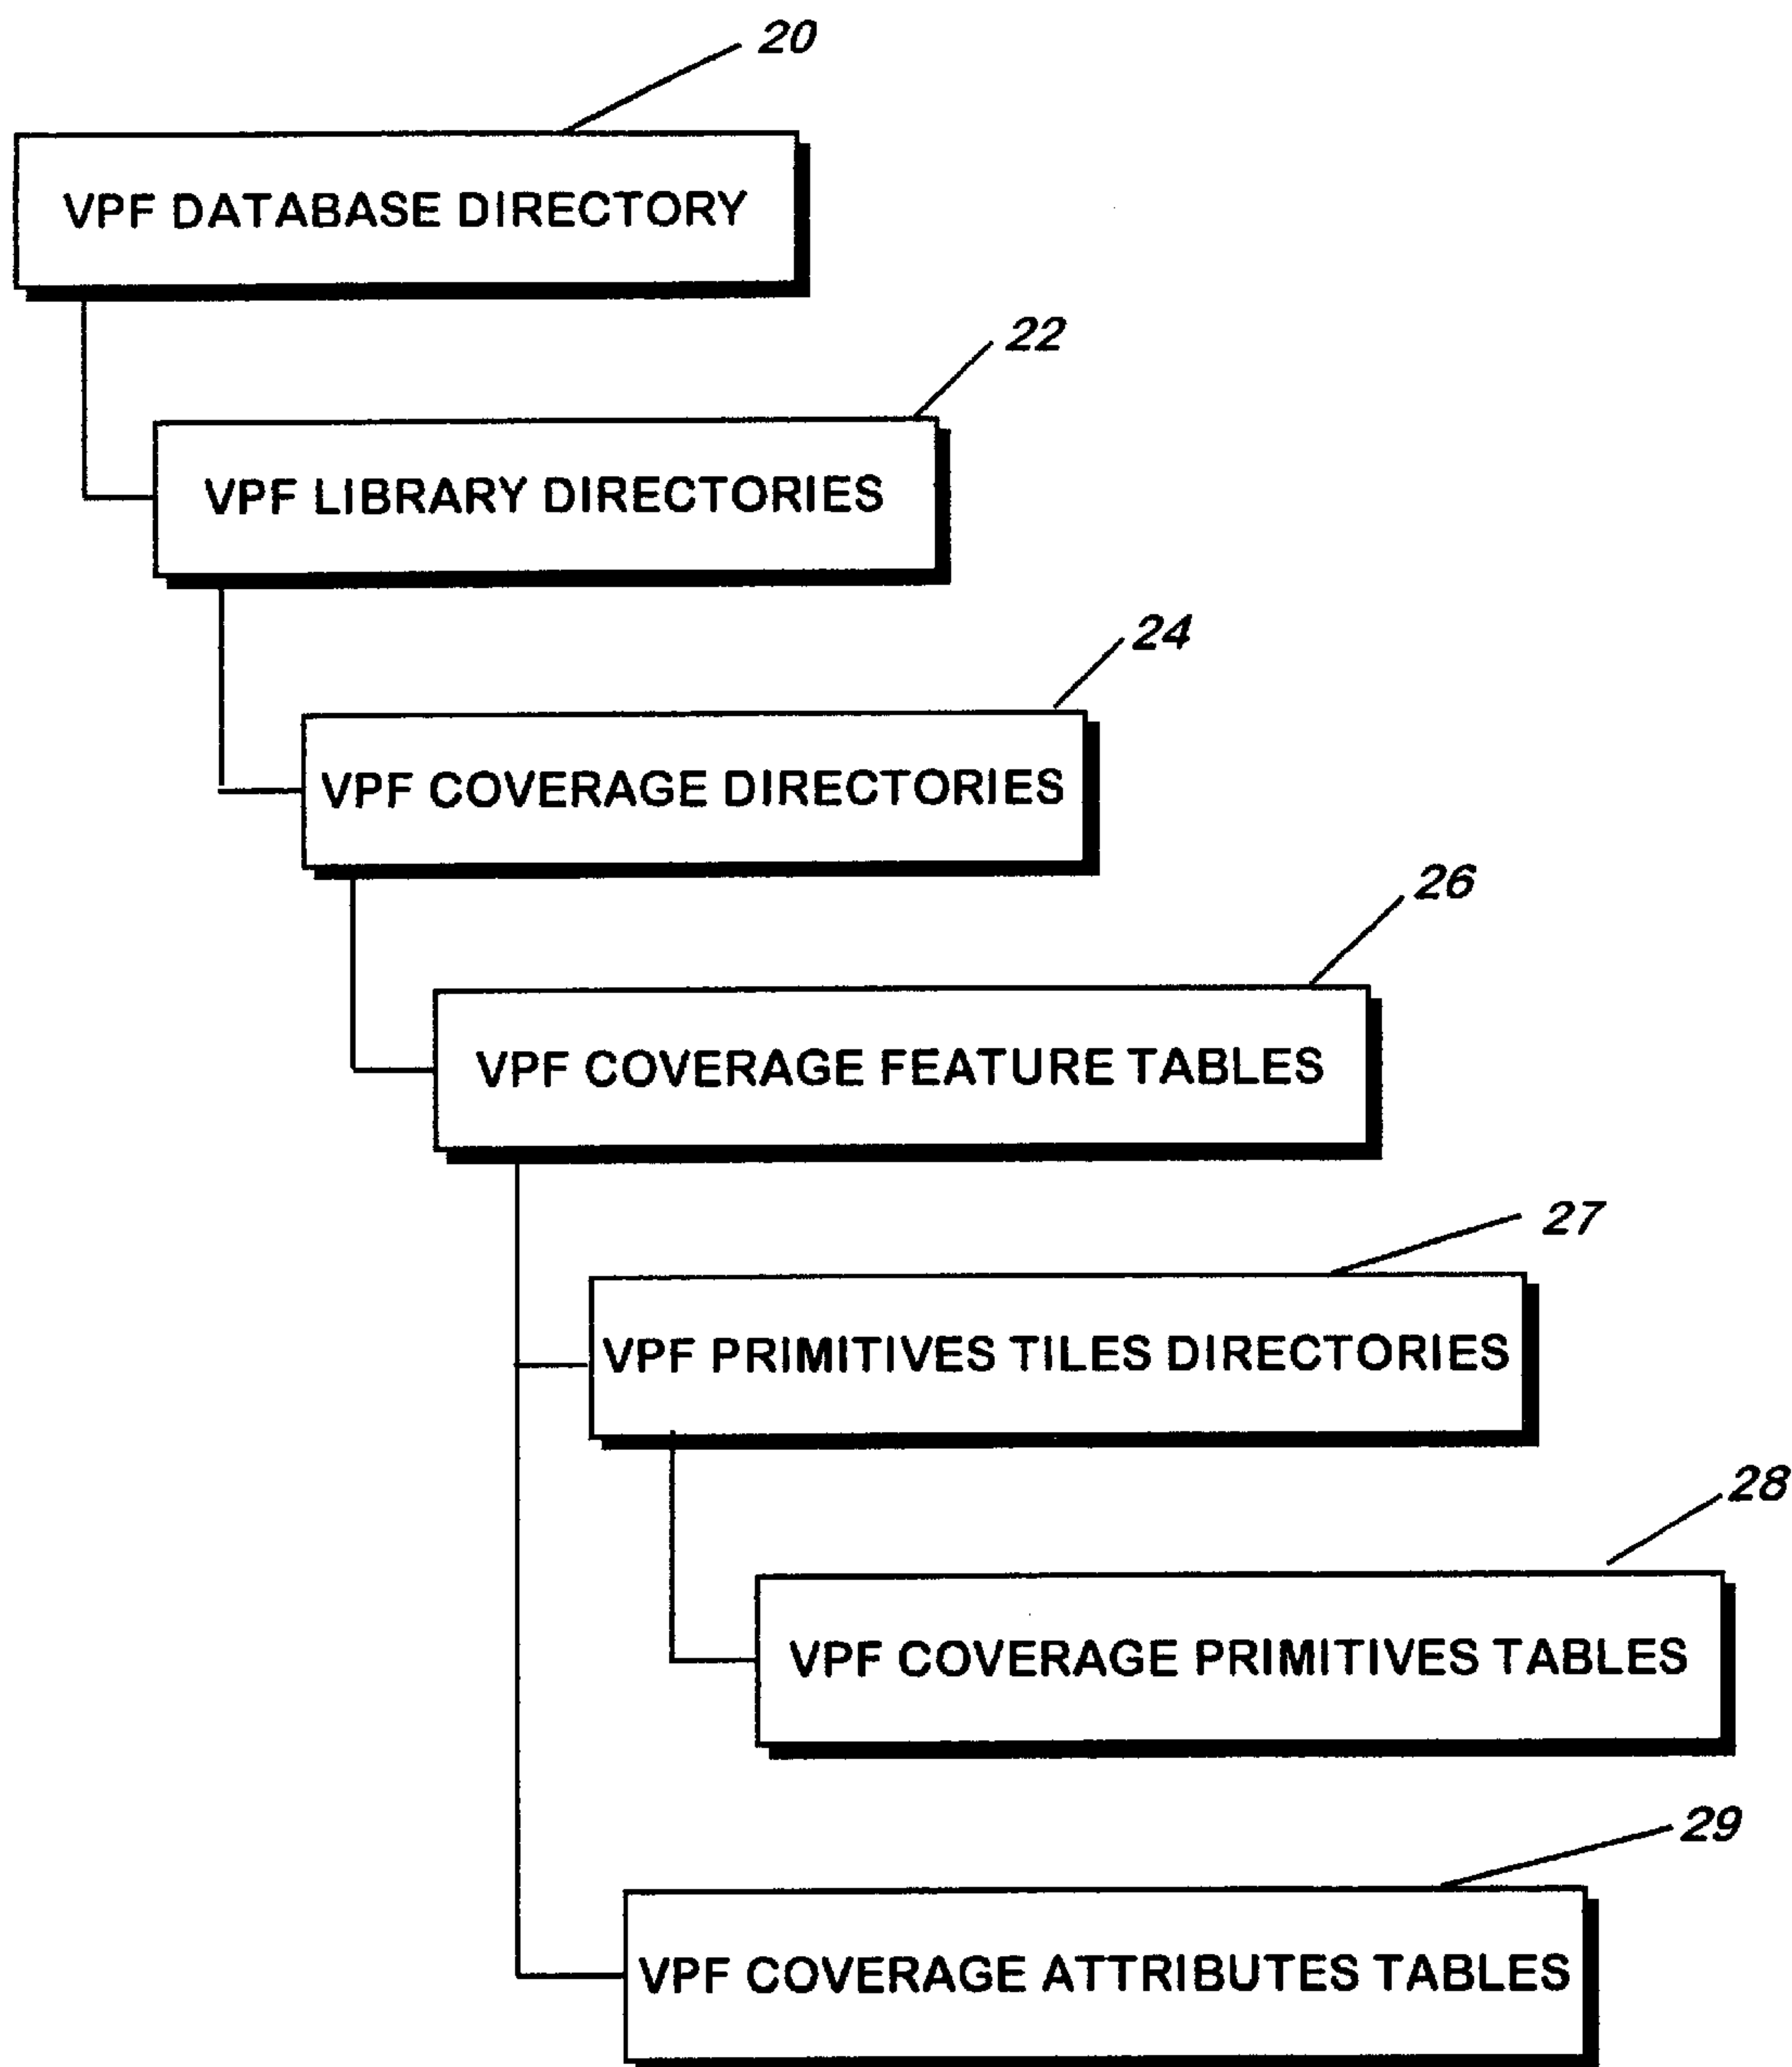 20
VPF DATABASE DIRECTORY
22
VPF LIBRARY DIRECTORIES
24
VPF COVERAGE DIRECTORIES
26
VPF COVERAGE FEATURE TABLES
27
VPF PRIMITIVES TILES DIRECTORIES
28
VPF COVERAGE PRIMITIVES TABLES
29
VPF COVERAGE ATTRIBUTES TABLES